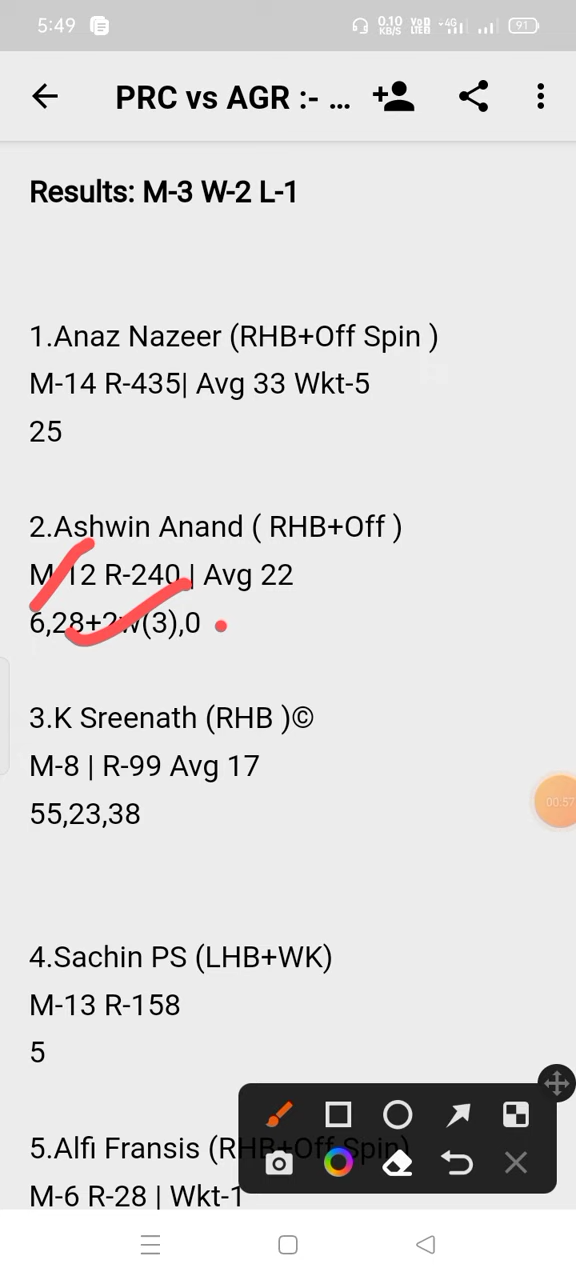 5:49 0.10 KB/S Vo LTE 4G 91
PRC vs AGR :- ...
Results: M-3 W-2 L-1
1.Anaz Nazeer (RHB+Off Spin )
M-14 R-435| Avg 33 Wkt-5
25
2.Ashwin Anand ( RHB+Off )
M-12 R-240 | Avg 22
6,28+2w(3),0
3.K Sreenath (RHB )©
M-8 | R-99 Avg 17
55,23,38
00:57
4.Sachin PS (LHB+WK)
M-13 R-158
5
5.Alfi Fransis (RHB+Off Spin)
M-6 R-28 | Wkt-1